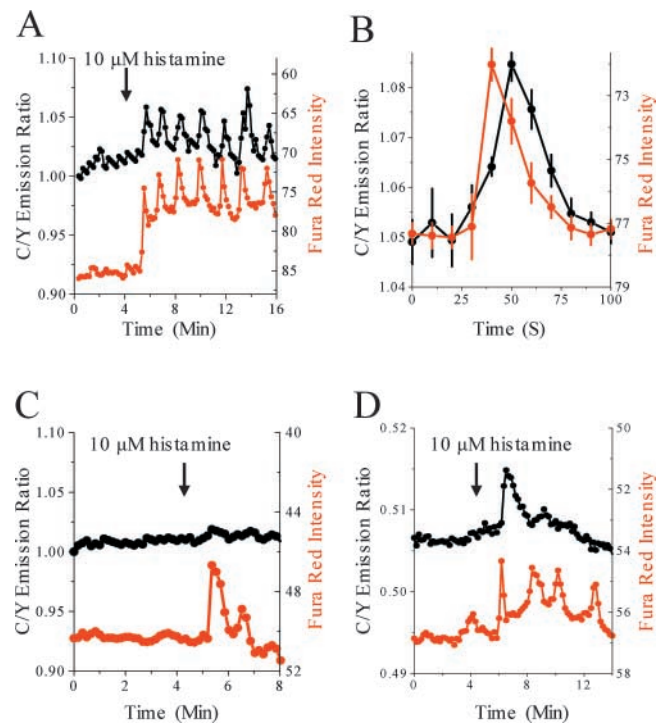 A
10 µM histamine
C/Y Emission Ratio
1.10
1.05
1.00
0.95
0.90
60
65
70
75
80
85
Fura Red Intensity
0 4 8 12 16
Time (Min)
B
C/Y Emission Ratio
1.08
1.07
1.06
1.05
1.04
73
75
77
79
Fura Red Intensity
0 25 50 75 100
Time (S)
C
10 µM histamine
C/Y Emission Ratio
1.10
1.05
1.00
0.95
0.90
40
45
50
52
Fura Red Intensity
0 2 4 6 8
Time (Min)
D
10 µM histamine
C/Y Emission Ratio
0.52
0.51
0.50
0.49
50
52
54
56
57
58
Fura Red Intensity
0 4 8 12
Time (Min)